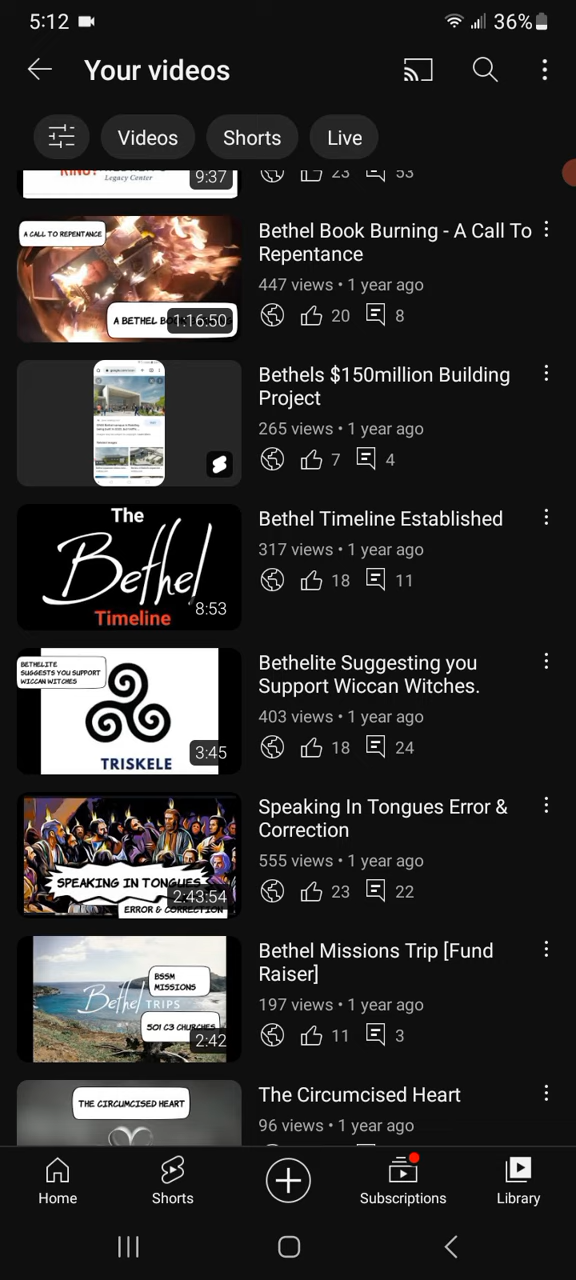 5:12
36%
Your videos
Videos
Shorts
Live
Legacy Center
9:37
23
53
A CALL TO REPENTANCE
A BETHEL
1:16:50
Bethel Book Burning - A Call To
Repentance
447 views • 1 year ago
20
8
Bethels $150million Building
Project
265 views • 1 year ago
7
4
The
Bethel
Timeline
8:53
Bethel Timeline Established
317 views • 1 year ago
18
11
BETHELITE
SUGGESTS YOU SUPPORT
WICCAN WITCHES
TRISKELE
3:45
Bethelite Suggesting you
Support Wiccan Witches.
403 views • 1 year ago
18
24
SPEAKING IN TONGUES
ERROR & CORRECTION
2:43:54
Speaking In Tongues Error &
Correction
555 views • 1 year ago
23
22
BSSM
MISSIONS
Bethel TRIPS
501 C3 CHURCHES
2:42
Bethel Missions Trip [Fund
Raiser]
197 views • 1 year ago
11
3
THE CIRCUMCISED HEART
The Circumcised Heart
96 views • 1 year ago
Home
Shorts
Subscriptions
Library